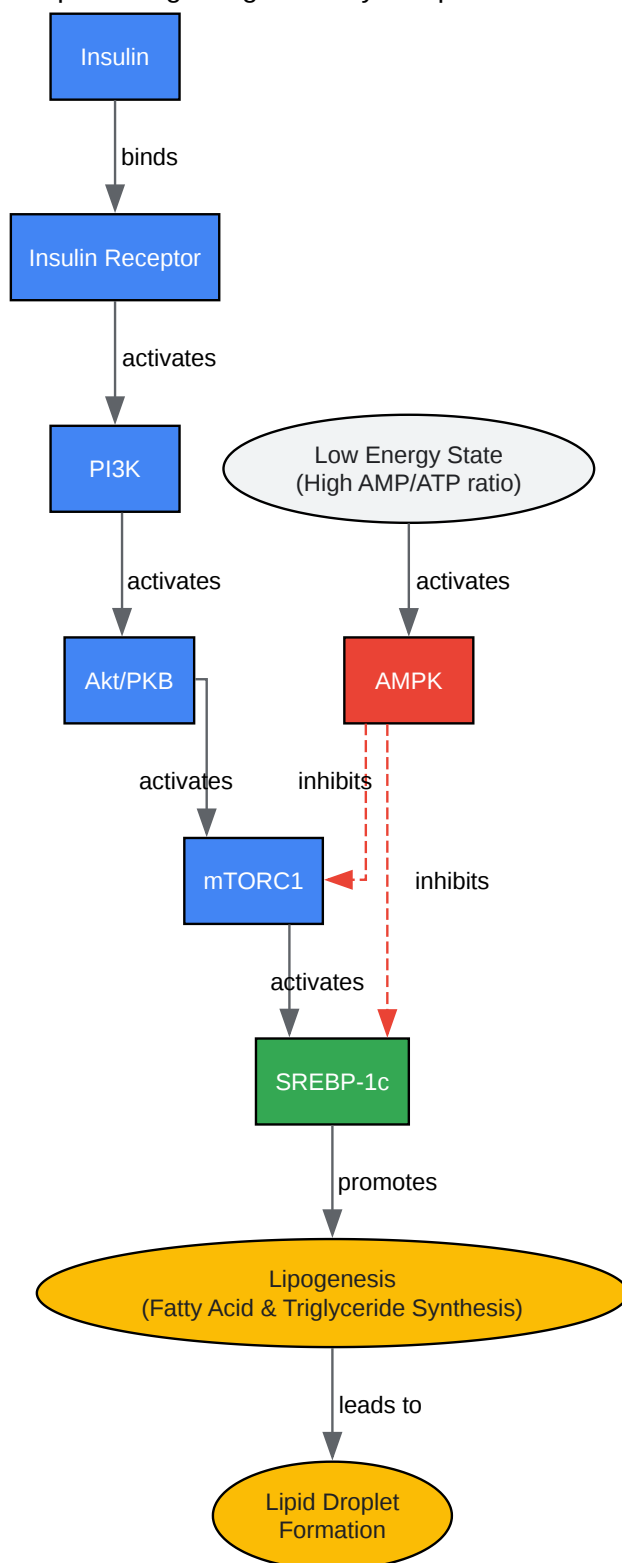 Insulin
binds
Insulin Receptor
activates
PI3K
Low Energy State
(High AMP/ATP ratio)
activates
activates
Akt/PKB
AMPK
activates
inhibits
mTORC1
inhibits
activates
SREBP-1c
promotes
Lipogenesis
(Fatty Acid & Triglyceride Synthesis)
leads to
Lipid Droplet
Formation